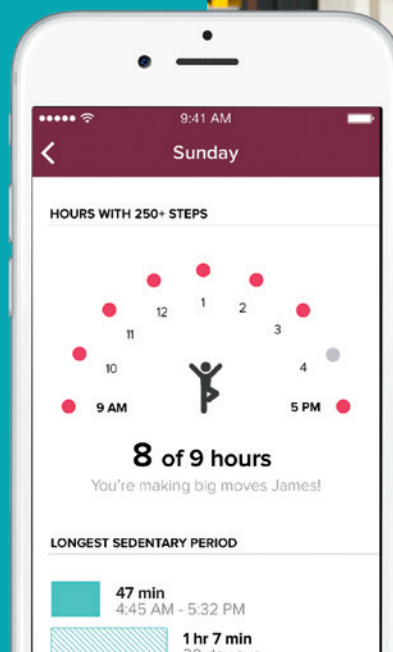 9:41 AM
Sunday
HOURS WITH 250+ STEPS
9 AM
10
11
12
1
2
3
4
5 PM
8 of 9 hours
You're making big moves James!
LONGEST SEDENTARY PERIOD
47 min
4:45 AM - 5:32 PM
1 hr 7 min